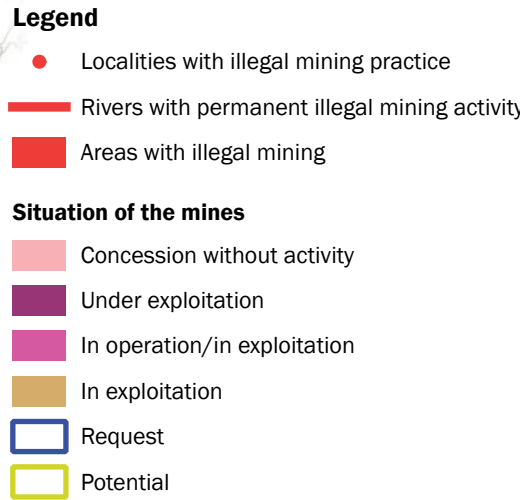 Legend
Localities with illegal mining practice
Rivers with permanent illegal mining activity
Areas with illegal mining
Situation of the mines
Concession without activity
Under exploitation
In operation/in exploitation
In exploitation
Request
Potential